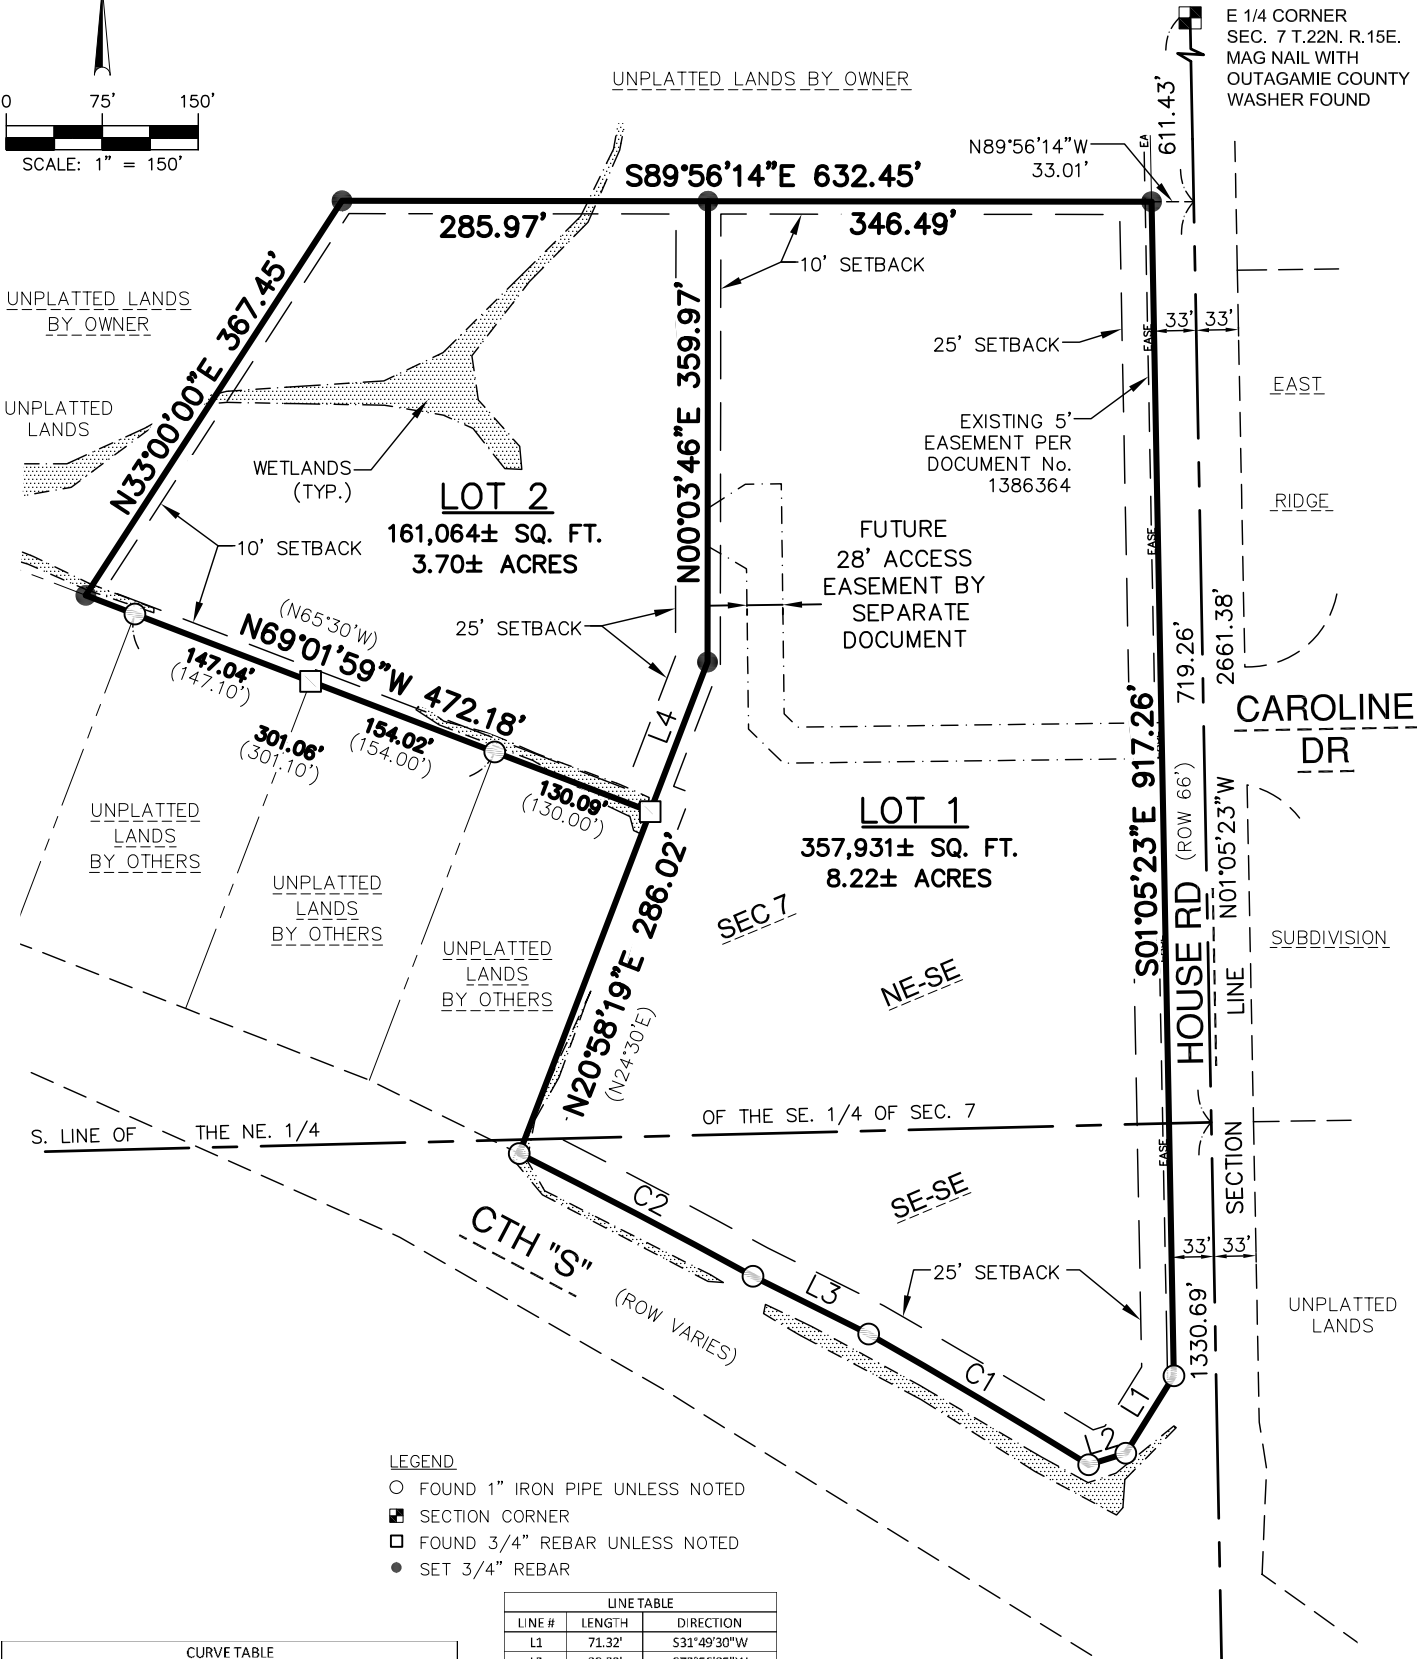 E 1/4 CORNER
SEC. 7 T.22N. R.15E.
MAG NAIL WITH
OUTAGAMIE COUNTY
WASHER FOUND
0 75' 150'
SCALE: 1" = 150'
UNPLATTED LANDS BY OWNER
611.43'
N89°56'14"W
33.01'
EA
S89°56'14"E 632.45'
285.97'
346.49'
10' SETBACK
UNPLATTED LANDS
BY OWNER
N33°00'00"E 367.45'
N00°03'46"E 359.97'
25' SETBACK
EASE
33' 33'
EAST
UNPLATTED
LANDS
WETLANDS
(TYP.)
EXISTING 5'
EASEMENT PER
DOCUMENT No.
1386364
LOT 2
161,064± SQ. FT.
3.70± ACRES
RIDGE
10' SETBACK
FUTURE
28' ACCESS
EASEMENT BY
SEPARATE
DOCUMENT
EASE
(N65°30'W)
N69°01'59"W 472.18'
25' SETBACK
147.04'
(147.10')
301.06'
(301.10')
154.02'
(154.00')
130.09'
(130.00')
L4
719.26'
2661.38'
CAROLINE
DR
S01°05'23"E 917.26'
HOUSE RD
(ROW 66')
SECTION LINE N01°05'23"W
UNPLATTED
LANDS
BY OTHERS
UNPLATTED
LANDS
BY OTHERS
UNPLATTED
LANDS
BY OTHERS
LOT 1
357,931± SQ. FT.
8.22± ACRES
SEC 7
NE-SE
SUBDIVISION
N20°58'19"E 286.02'
(N24°30'E)
S. LINE OF THE NE. 1/4 OF THE SE. 1/4 OF SEC. 7
EASE
SE-SE
C2
CTH "S"
(ROW VARIES)
L3
25' SETBACK
33' 33'
1330.69'
UNPLATTED
LANDS
C1
L1
L2
LEGEND
FOUND 1" IRON PIPE UNLESS NOTED
SECTION CORNER
FOUND 3/4" REBAR UNLESS NOTED
SET 3/4" REBAR
LINE TABLE
LINE # LENGTH DIRECTION
L1 71.32' S31°49'30"W
CURVE TABLE